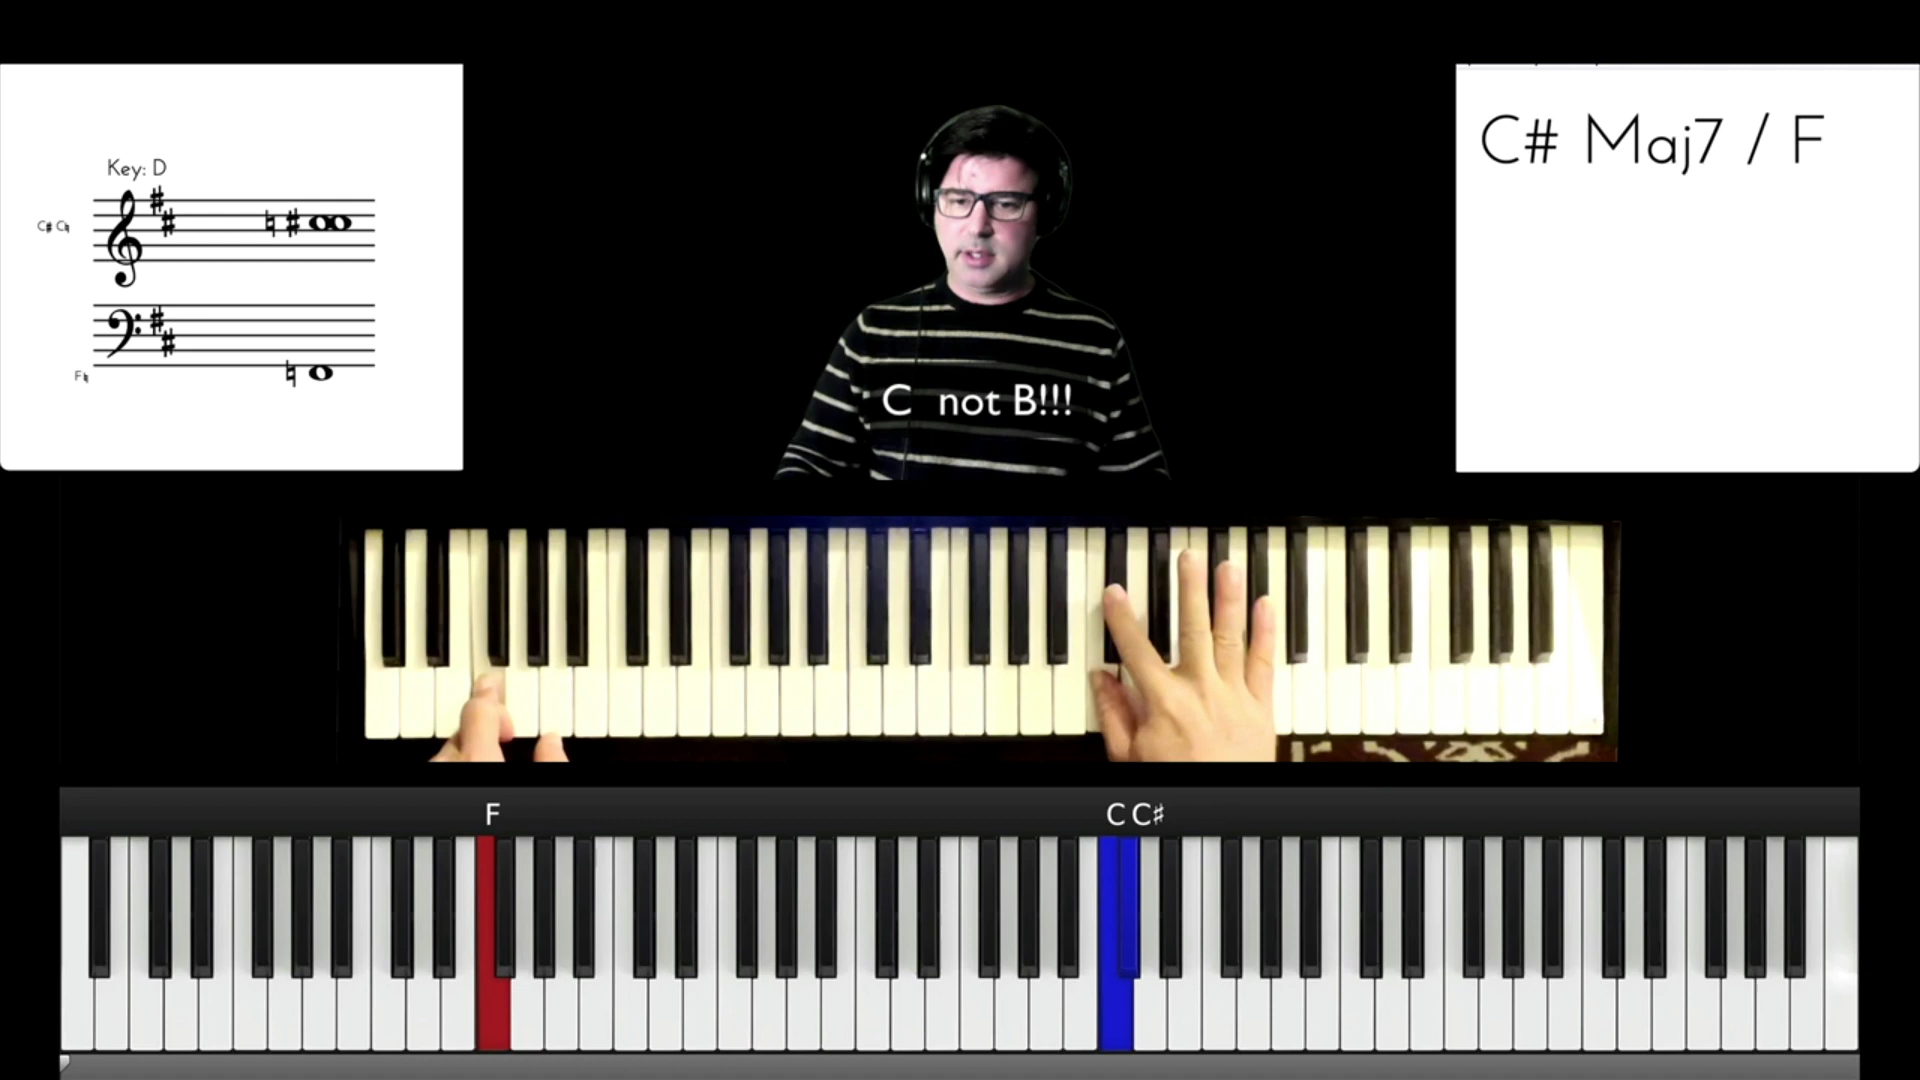 Key: D
C# C♮
F♮
C# Maj7 / F
C not B!!!
F
C C♯